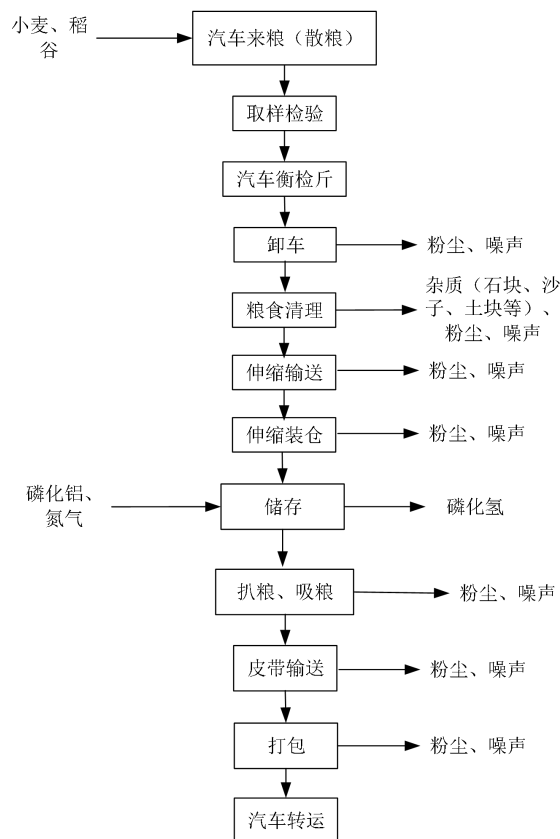 小麦、稻
谷
汽车来粮（散粮）
取样检验
汽车衡检斤
卸车
粉尘、噪声
粮食清理
杂质（石块、沙
子、土块等）、
粉尘、噪声
伸缩输送
粉尘、噪声
伸缩装仓
粉尘、噪声
磷化铝、
氮气
储存
磷化氢
扒粮、吸粮
粉尘、噪声
皮带输送
粉尘、噪声
打包
粉尘、噪声
汽车转运